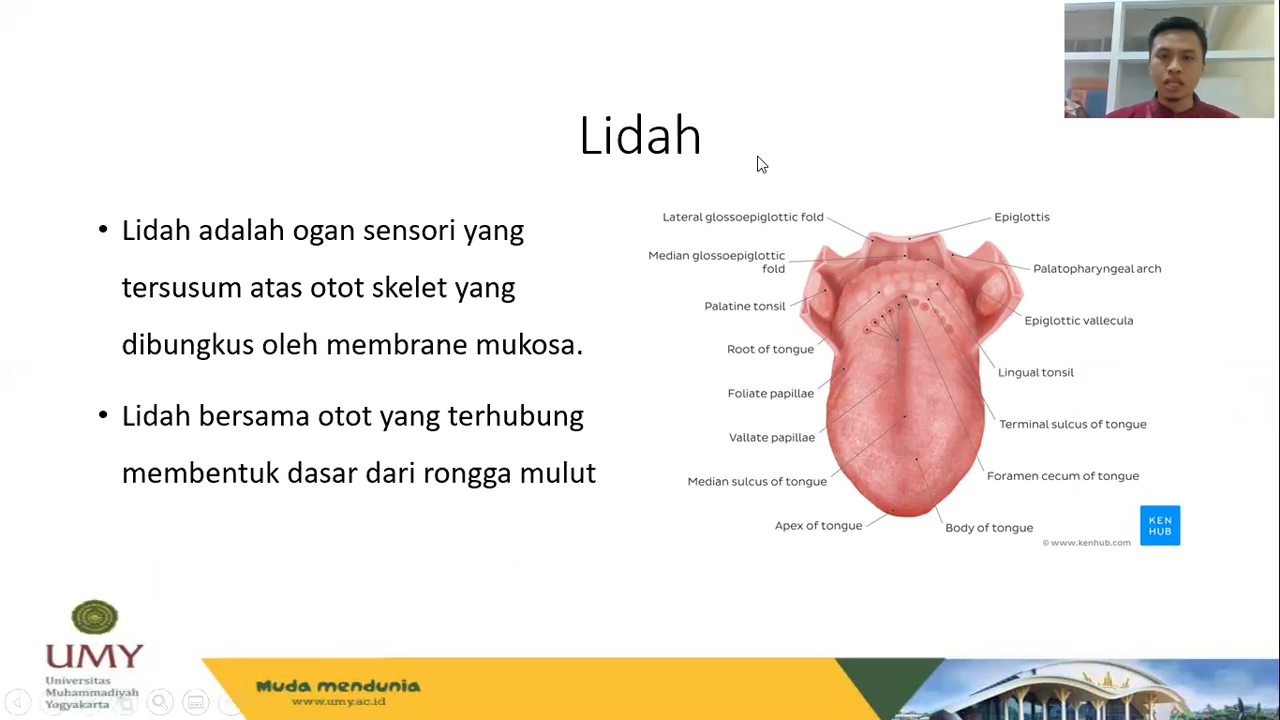 Lidah
• Lidah adalah ogan sensori yang
tersusum atas otot skelet yang
dibungkus oleh membrane mukosa.
• Lidah bersama otot yang terhubung
membentuk dasar dari rongga mulut
Lateral glossoepiglottic fold
Median glossoepiglottic
fold
Palatine tonsil
Root of tongue
Foliate papillae
Vallate papillae
Median sulcus of tongue
Apex of tongue
Epiglottis
Palatopharyngeal arch
Epiglottic vallecula
Lingual tonsil
Terminal sulcus of tongue
Foramen cecum of tongue
Body of tongue
KEN
HUB
© www.kenhub.com
UMY
Universitas
Muhammadiyah
Yogyakarta
Muda mendunia
www.umy.ac.id